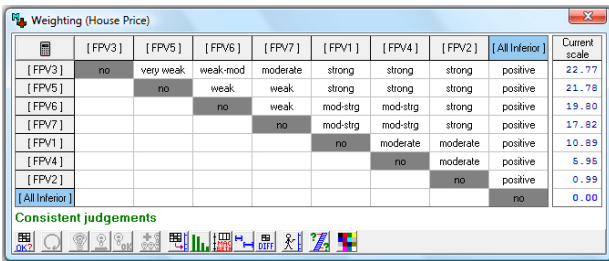 Weighting (House Price)
[ FPV3 ] [ FPV5 ] [ FPV6 ] [ FPV7 ] [ FPV1 ] [ FPV4 ] [ FPV2 ] [ All Inferior ] Current scale
[ FPV3 ] no very weak weak-mod moderate strong strong strong positive 22.77
[ FPV5 ] no weak weak strong strong strong positive 21.78
[ FPV6 ] no weak mod-strg mod-strg strong positive 19.80
[ FPV7 ] no mod-strg mod-strg strong positive 17.82
[ FPV1 ] no moderate moderate positive 10.89
[ FPV4 ] no moderate positive 5.95
[ FPV2 ] no positive 0.99
[ All Inferior ] no 0.00
Consistent judgements
OK? OK DIFF